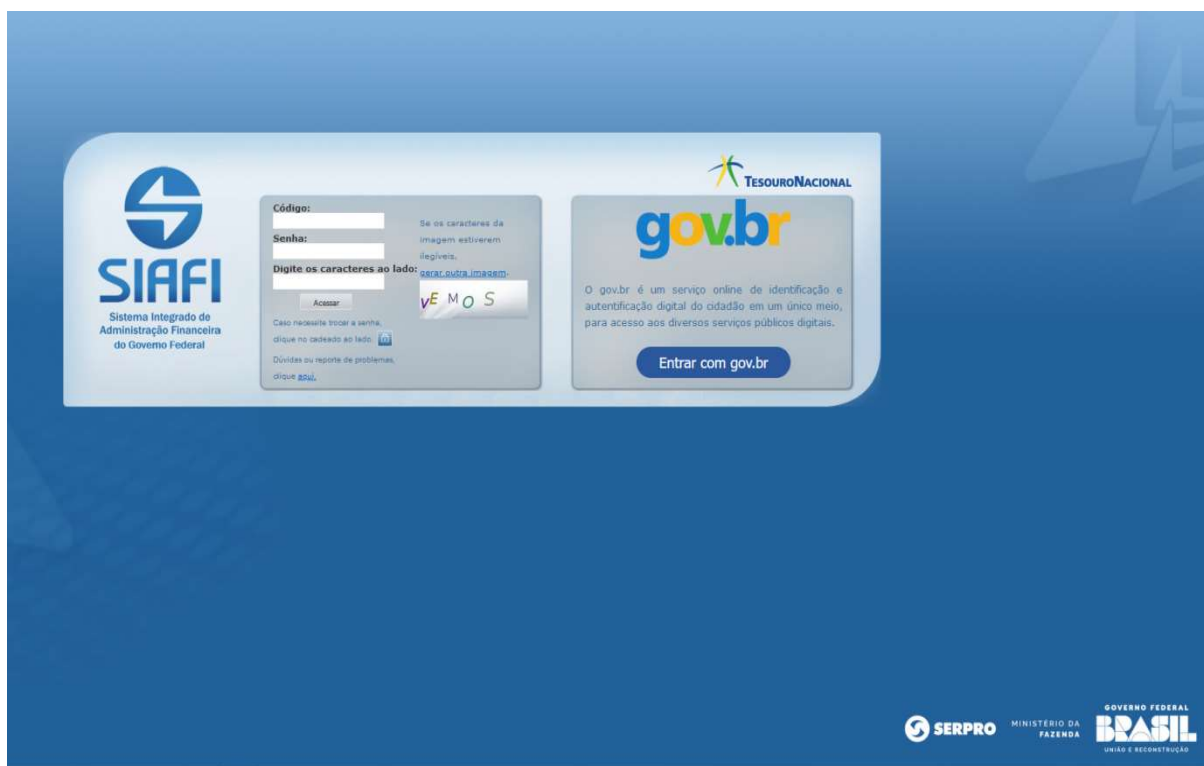 TESOURONACIONAL
SIAFI
Sistema Integrado de
Administração Financeira
do Governo Federal
Código:
Senha:
Digite os caracteres ao lado:
Acessar
Caso necessite trocar a senha,
clique no cadeado ao lado.
Dúvidas ou reporte de problemas,
clique aqui.
Se os caracteres da
imagem estiverem
ilegíveis,
gerar outra imagem.
VEMOS
gov.br
O gov.br é um serviço online de identificação e
autentificação digital do cidadão em um único meio,
para acesso aos diversos serviços públicos digitais.
Entrar com gov.br
SERPRO
MINISTÉRIO DA
FAZENDA
GOVERNO FEDERAL
BRASIL
UNIÃO E RECONSTRUÇÃO